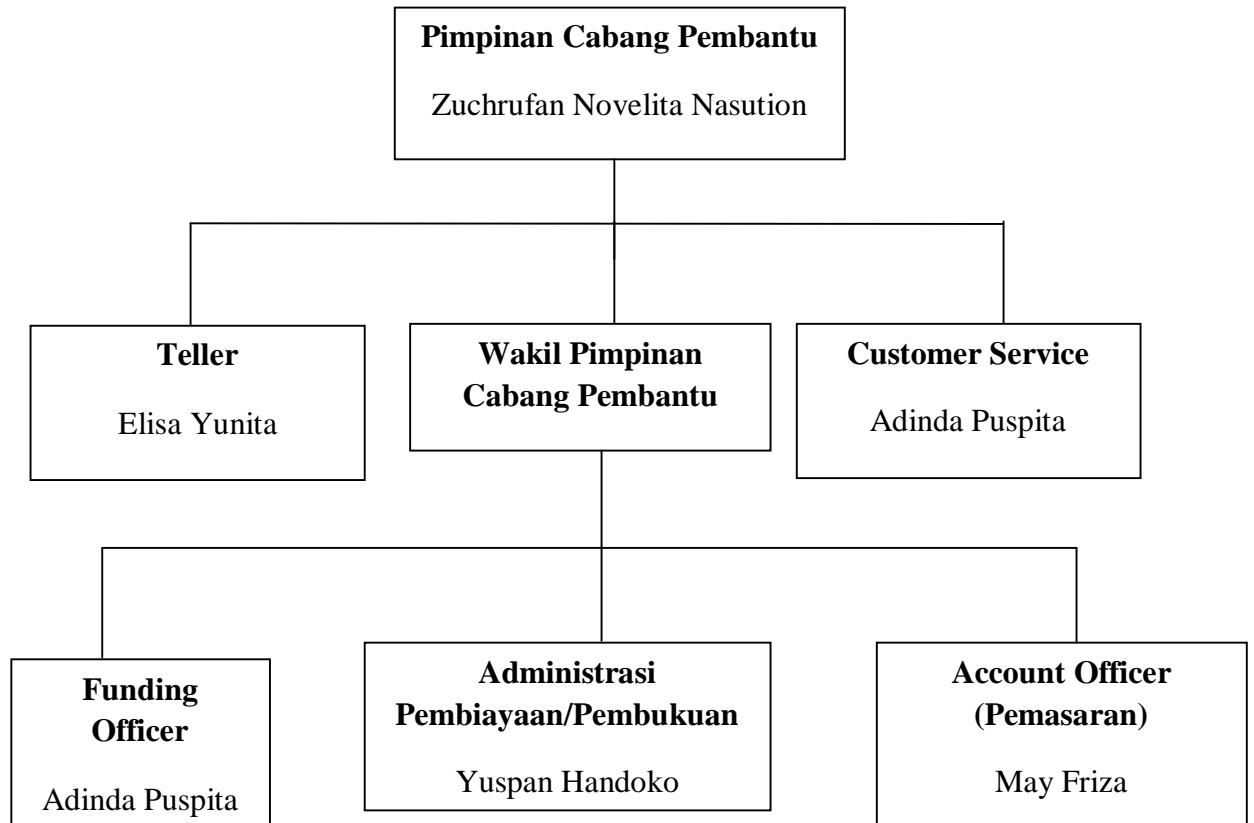 Pimpinan Cabang Pembantu
Zuchrufan Novelita Nasution
Teller
Elisa Yunita
Wakil Pimpinan
Cabang Pembantu
Customer Service
Adinda Puspita
Funding
Officer
Adinda Puspita
Administrasi
Pembiayaan/Pembukuan
Yuspan Handoko
Account Officer
(Pemasaran)
May Friza